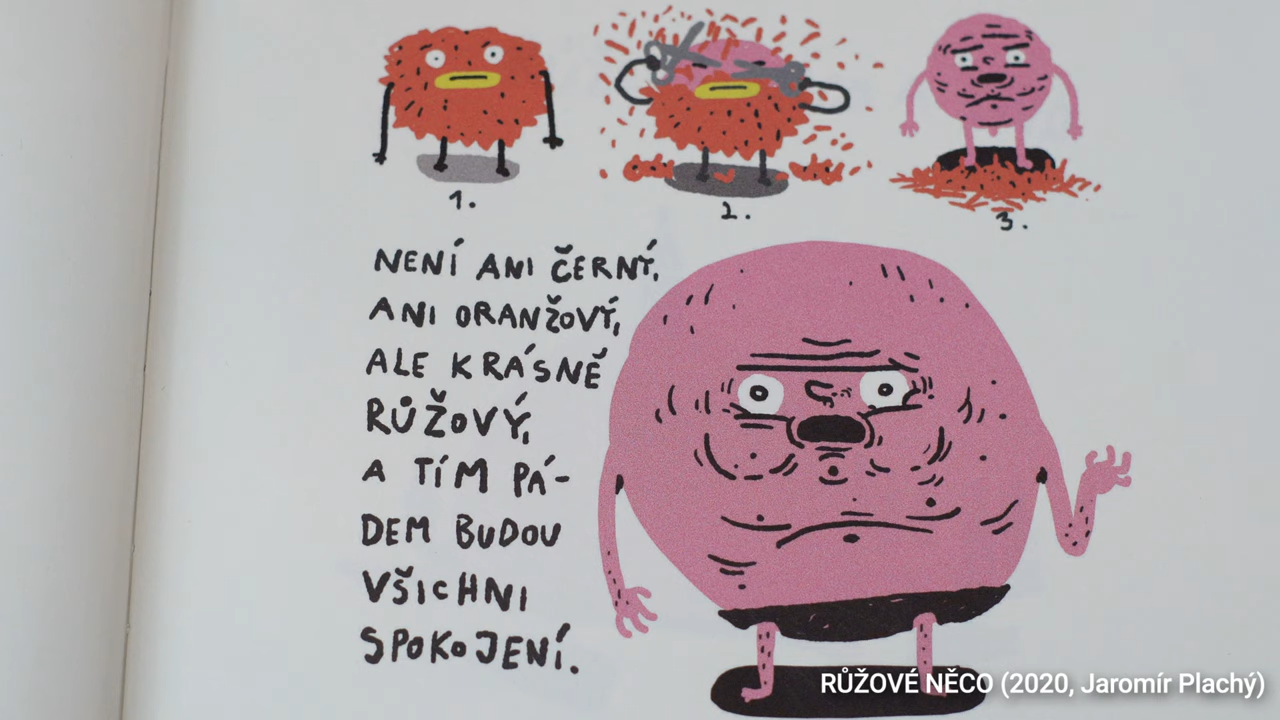 1.
2.
3.
NENÍ ANI ČERNÝ,
ANI ORANŽOVÝ,
ALE KRÁSNĚ
RŮŽOVÝ,
A TÍM PÁ-
DEM BUDOU
VŠICHNI
SPOKOJENÍ.
RŮŽOVÉ NĚCO (2020, Jaromír Plachý)